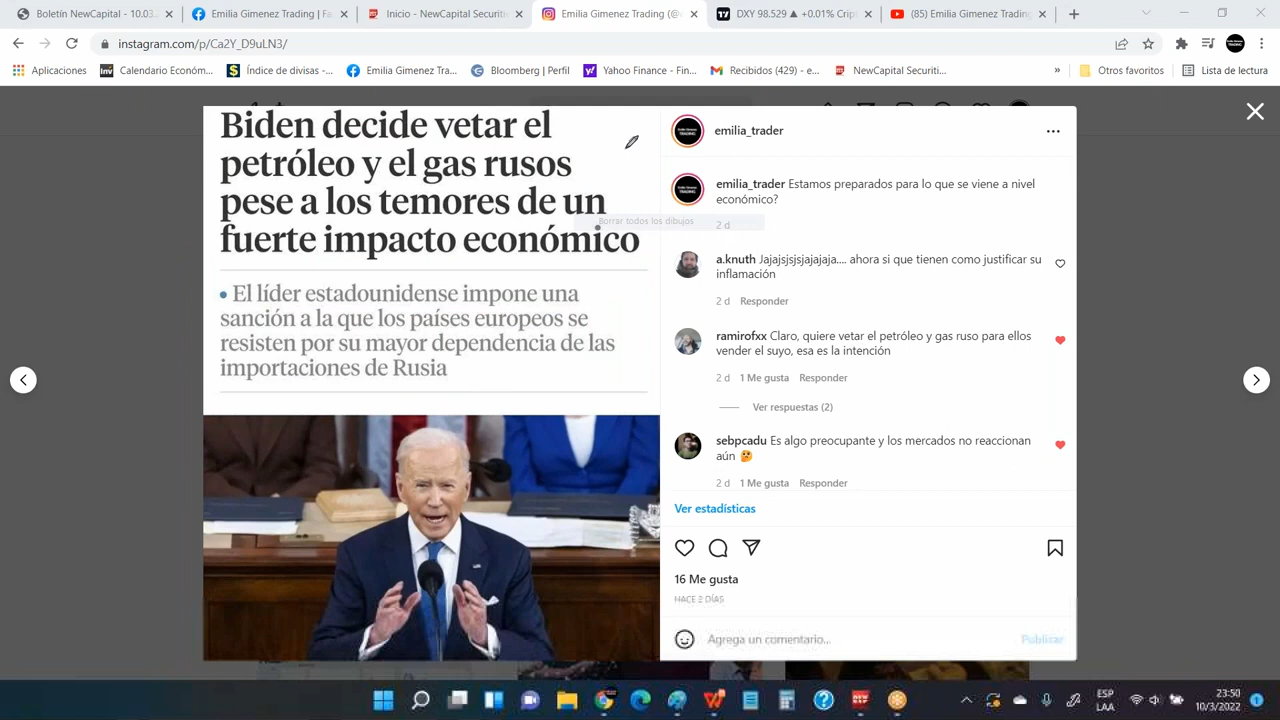 Boletín NewCapital - 10.03.2
Emilia Gimenez Trading | Fa
Inicio - NewCapital Securiti
Emilia Gimenez Trading (@
DXY 98.529 ▲ +0.01% Crip
(85) Emilia Gimenez Trading
instagram.com/p/Ca2Y_D9uLN3/
Aplicaciones
Calendario Económ...
Índice de divisas -...
Emilia Gimenez Tra...
Bloomberg | Perfil
Yahoo Finance - Fin...
Recibidos (429) - e...
NewCapital Securiti...
»
Otros favoritos
Lista de lectura
Biden decide vetar el
petróleo y el gas rusos
pese a los temores de un
fuerte impacto económico
Borrar todos los dibujos
• El líder estadounidense impone una
sanción a la que los países europeos se
resisten por su mayor dependencia de las
importaciones de Rusia
emilia_trader
emilia_trader Estamos preparados para lo que se viene a nivel
económico?
2 d
a.knuth Jajajsjsjsjajajaja.... ahora si que tienen como justificar su
inflamación
2 d Responder
ramirofxx Claro, quiere vetar el petróleo y gas ruso para ellos
vender el suyo, esa es la intención
2 d 1 Me gusta Responder
Ver respuestas (2)
sebpcadu Es algo preocupante y los mercados no reaccionan
aún 🤔
2 d 1 Me gusta Responder
Ver estadísticas
16 Me gusta
HACE 2 DÍAS
Agrega un comentario...
Publicar
ESP
LAA
23:50
10/3/2022